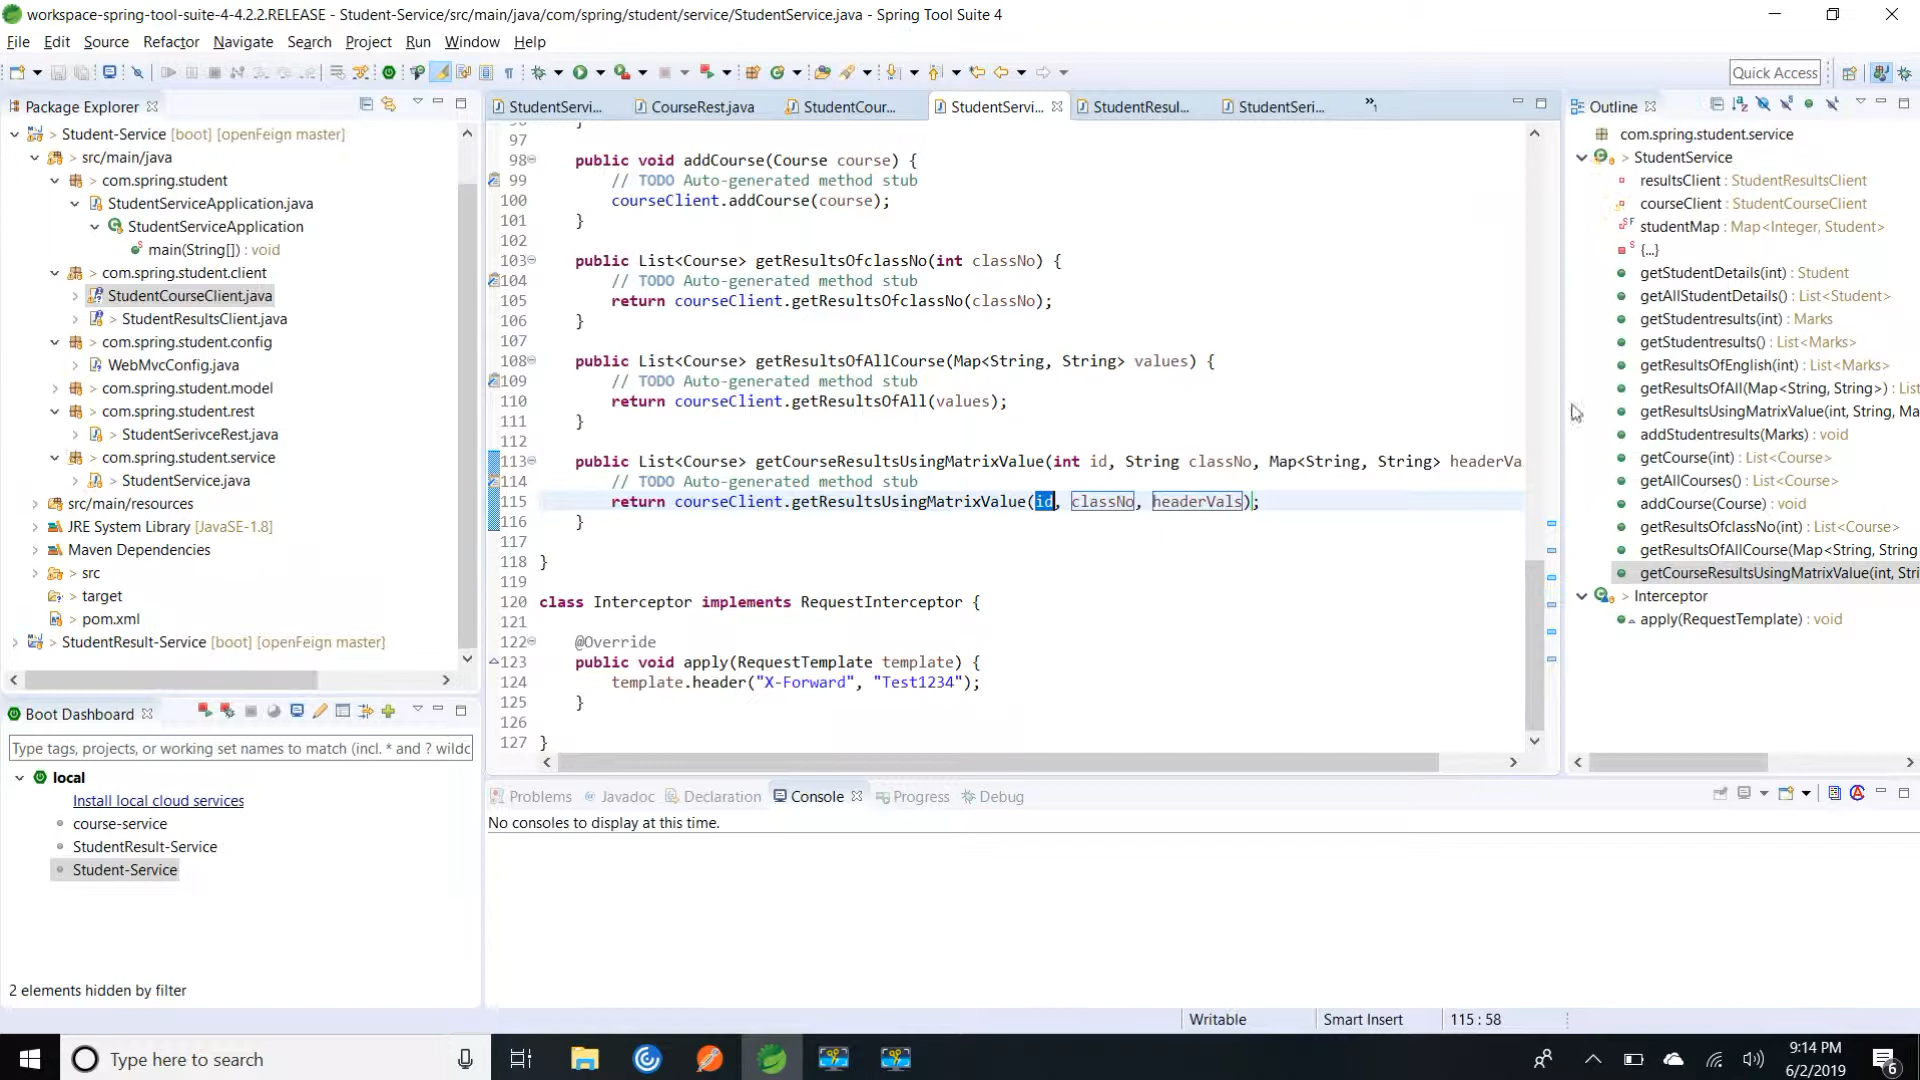 workspace-spring-tool-suite-4-4.2.2.RELEASE - Student-Service/src/main/java/com/spring/student/service/StudentService.java - Spring Tool Suite 4
File Edit Source Refactor Navigate Search Project Run Window Help
Quick Access
Package Explorer
Student-Service [boot] [openFeign master]
> src/main/java
> com.spring.student
StudentServiceApplication.java
StudentServiceApplication
main(String[]) : void
> com.spring.student.client
StudentCourseClient.java
> StudentResultsClient.java
> com.spring.student.config
WebMvcConfig.java
> com.spring.student.model
> com.spring.student.rest
> StudentSerivceRest.java
> com.spring.student.service
> StudentService.java
> src/main/resources
JRE System Library [JavaSE-1.8]
Maven Dependencies
> src
> target
pom.xml
> StudentResult-Service [boot] [openFeign master]
Boot Dashboard
Type tags, projects, or working set names to match (incl. * and ? wildc
local
Install local cloud services
course-service
StudentResult-Service
Student-Service
2 elements hidden by filter
StudentServi... CourseRest.java StudentCour... StudentServi... StudentResul... StudentSeri... »1
97
98 public void addCourse(Course course) {
99 // TODO Auto-generated method stub
100 courseClient.addCourse(course);
101 }
102
103 public List<Course> getResultsOfclassNo(int classNo) {
104 // TODO Auto-generated method stub
105 return courseClient.getResultsOfclassNo(classNo);
106 }
107
108 public List<Course> getResultsOfAllCourse(Map<String, String> values) {
109 // TODO Auto-generated method stub
110 return courseClient.getResultsOfAll(values);
111 }
112
113 public List<Course> getCourseResultsUsingMatrixValue(int id, String classNo, Map<String, String> headerVa
114 // TODO Auto-generated method stub
115 return courseClient.getResultsUsingMatrixValue(id, classNo, headerVals);
116 }
117
118 }
119
120 class Interceptor implements RequestInterceptor {
121
122 @Override
123 public void apply(RequestTemplate template) {
124 template.header("X-Forward", "Test1234");
125 }
126
127 }
Outline
com.spring.student.service
> StudentService
resultsClient : StudentResultsClient
courseClient : StudentCourseClient
studentMap : Map<Integer, Student>
{...}
getStudentDetails(int) : Student
getAllStudentDetails() : List<Student>
getStudentresults(int) : Marks
getStudentresults() : List<Marks>
getResultsOfEnglish(int) : List<Marks>
getResultsOfAll(Map<String, String>) : List
getResultsUsingMatrixValue(int, String, Ma
addStudentresults(Marks) : void
getCourse(int) : List<Course>
getAllCourses() : List<Course>
addCourse(Course) : void
getResultsOfclassNo(int) : List<Course>
getResultsOfAllCourse(Map<String, String
getCourseResultsUsingMatrixValue(int, Stri
> Interceptor
apply(RequestTemplate) : void
Problems Javadoc Declaration Console Progress Debug
No consoles to display at this time.
Writable Smart Insert 115 : 58
Type here to search
9:14 PM
6/2/2019
6